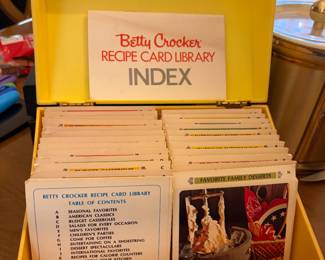 Betty Crocker
RECIPE CARD LIBRARY
INDEX
BETTY CROCKER RECIPE CARD LIBRARY
TABLE OF CONTENTS
A SEASONAL FAVORITES
B AMERICAN CLASSICS
C BUDGET CASSEROLES
D SALADS FOR EVERY OCCASION
E MEN'S FAVORITES
F CHILDREN'S PARTIES
G COME FOR COFFEE
H ENTERTAINING ON A SHOESTRING
DESSERT SPECTACULARS
INTERNATIONAL FAVORITES
RECIPES FOR CALORIE COUNTERS
KITCHEN
FAVORITE FAMILY DESSERTS